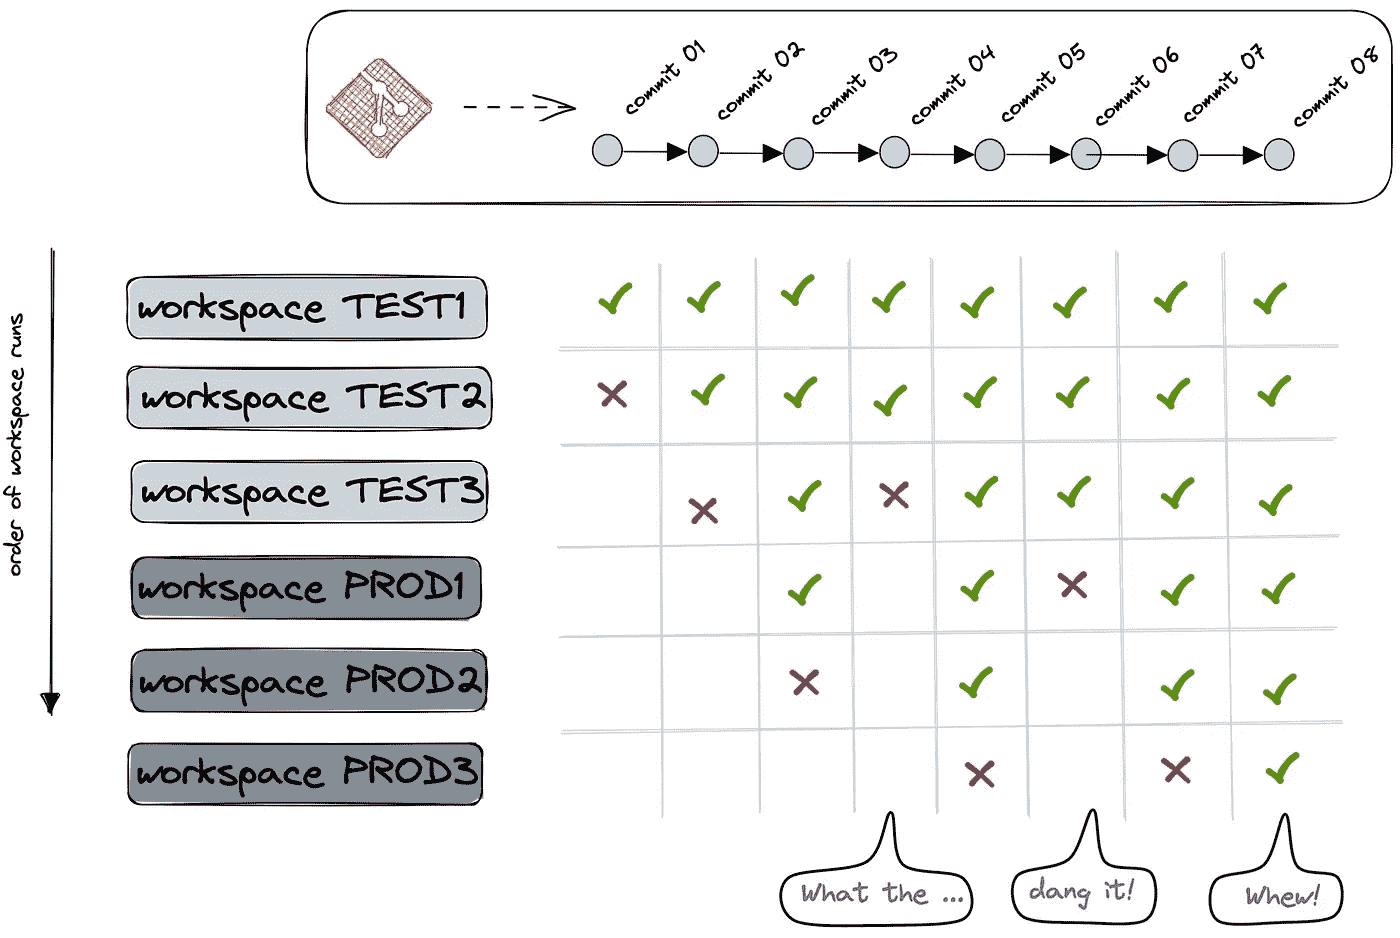 commit 01
commit 02
commit 03
commit 04
commit 05
commit 06
commit 07
commit 08
order of workspace runs
workspace TEST1
workspace TEST2
workspace TEST3
workspace PROD1
workspace PROD2
workspace PROD3
What the ...
dang it!
Whew!